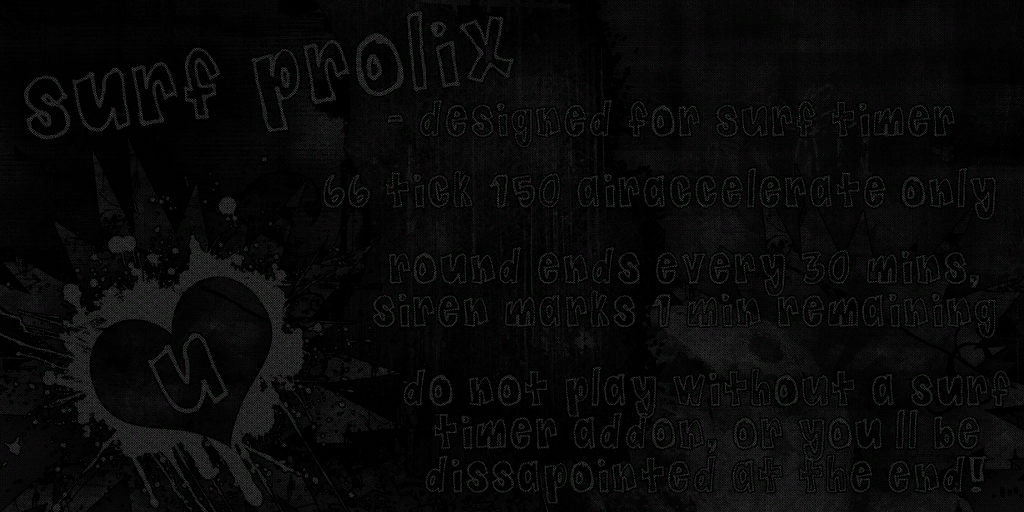 surf prolix
- designed for surf timer
66 tick 150 airaccelerate only
round ends every 30 mins,
siren marks 1 min remaining
u
do not play without a surf
timer addon, or you'll be
dissapointed at the end!